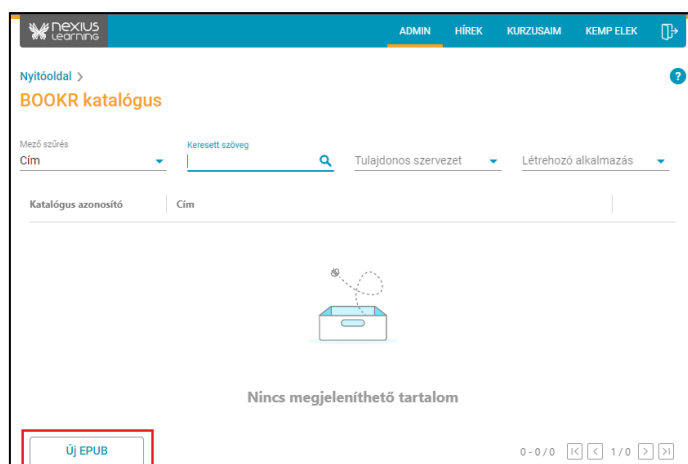 nexius
Learning
ADMIN HÍREK KURZUSAIM KEMP ELEK
Nyitóoldal >
?
BOOKR katalógus
Mező szűrés Keresett szöveg
Cím Tulajdonos szervezet Létrehozó alkalmazás
Katalógus azonosító Cím
Nincs megjeleníthető tartalom
Új EPUB 0 - 0 / 0 1 / 0